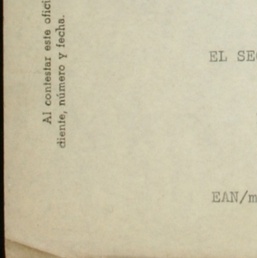 Al contestar este ofici
diente, número y fecha.
EL SE
EAN/m